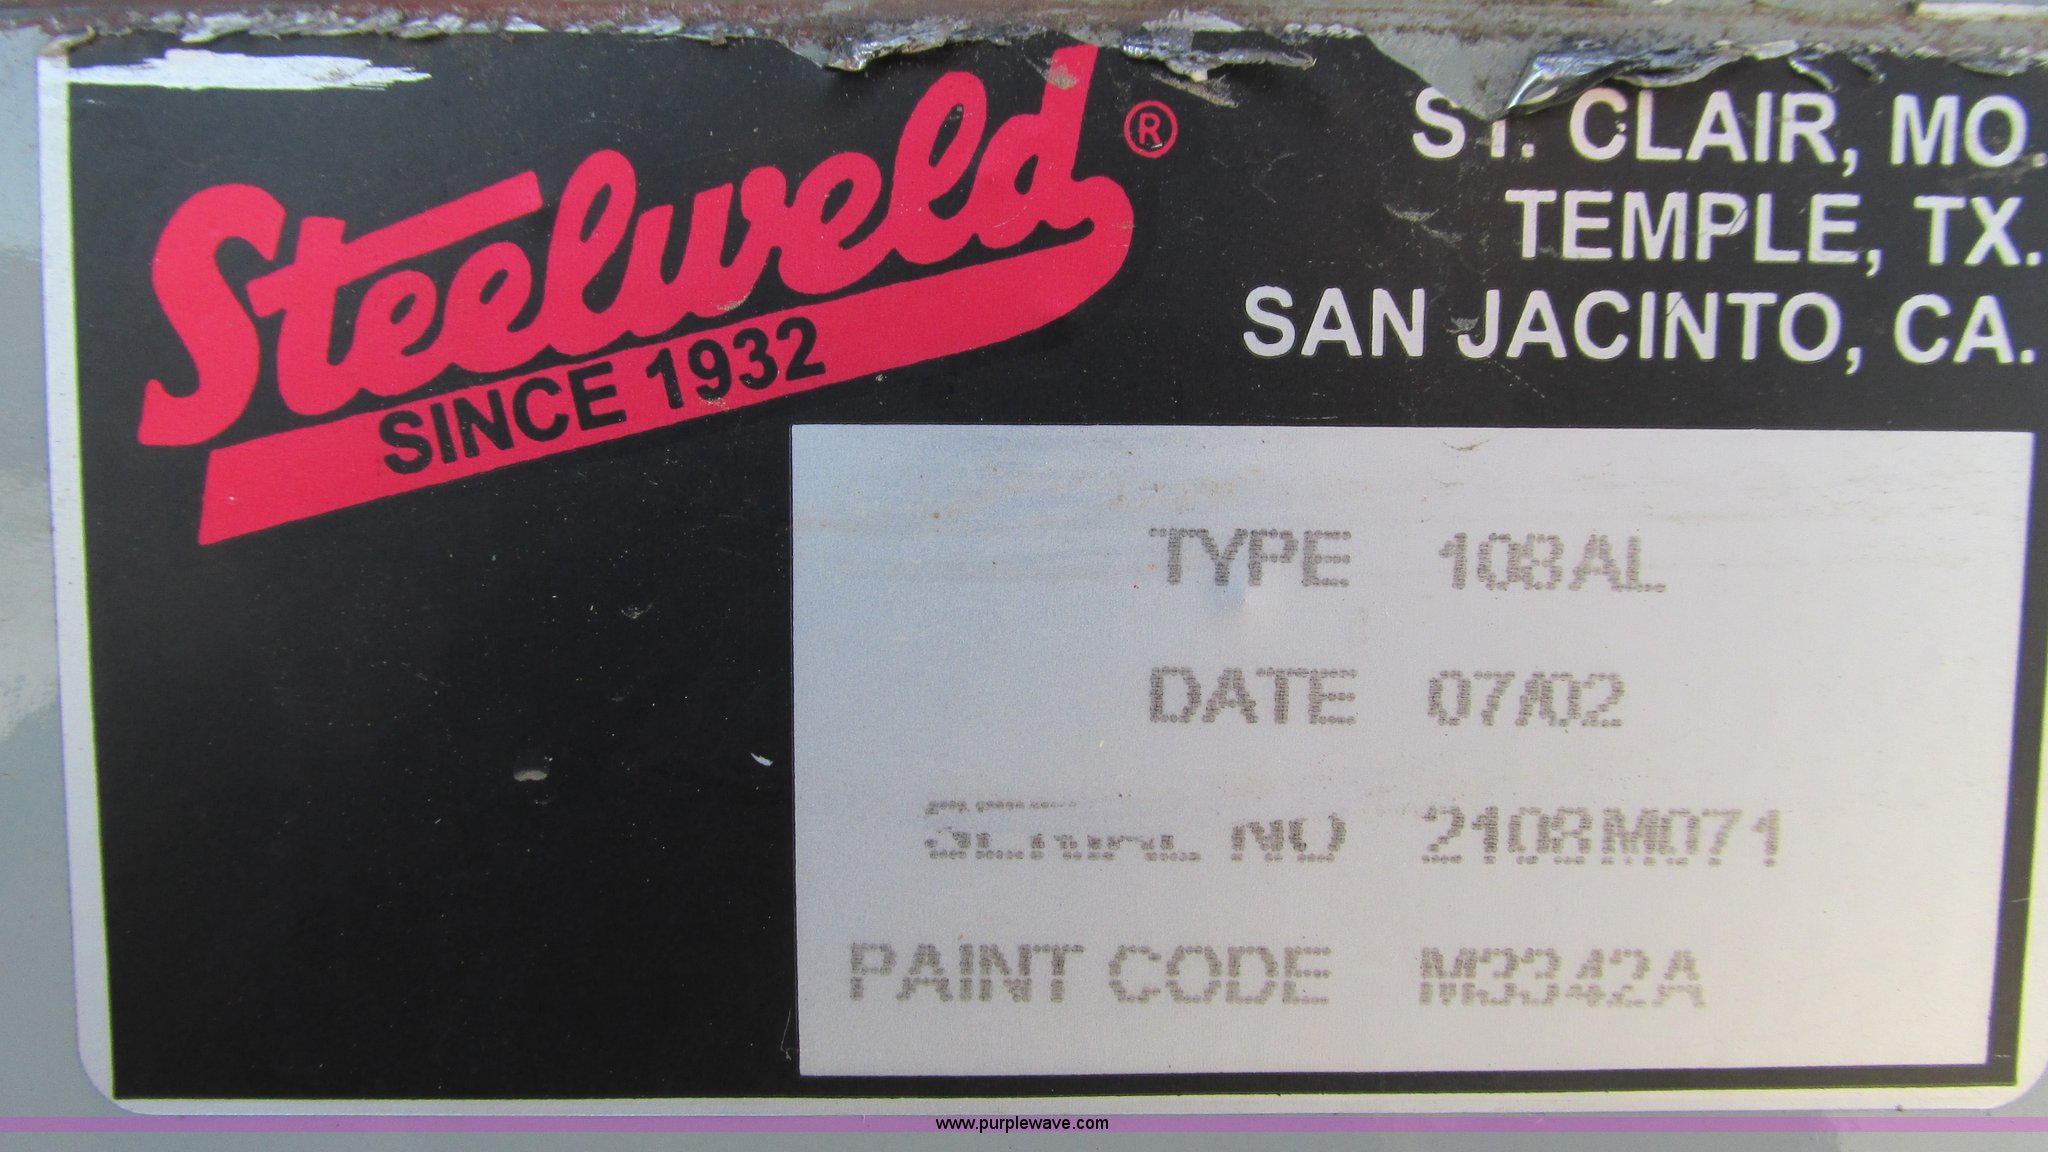 Steelweld®
SINCE 1932
ST. CLAIR, MO.
TEMPLE, TX.
SAN JACINTO, CA.
TYPE 108AL
DATE 07/02
SERIAL NO 2108M071
PAINT CODE M3342A
www.purplewave.com